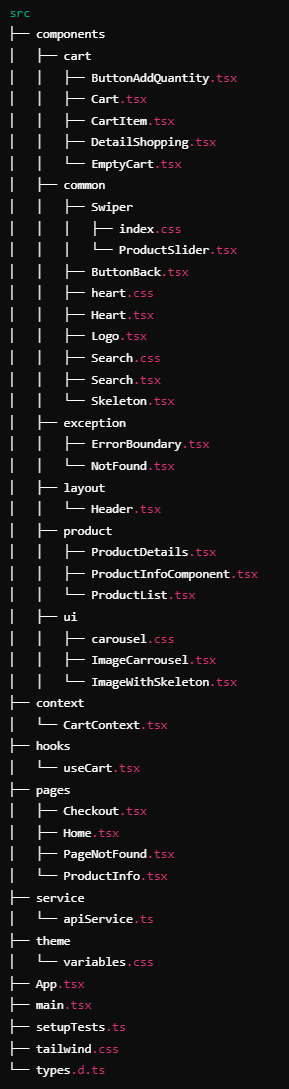 src
├── components
│   ├── cart
│   │   ├── ButtonAddQuantity.tsx
│   │   ├── Cart.tsx
│   │   ├── CartItem.tsx
│   │   ├── DetailShopping.tsx
│   │   └── EmptyCart.tsx
│   ├── common
│   │   ├── Swiper
│   │   │   ├── index.css
│   │   │   └── ProductSlider.tsx
│   │   ├── ButtonBack.tsx
│   │   ├── heart.css
│   │   ├── Heart.tsx
│   │   ├── Logo.tsx
│   │   ├── Search.css
│   │   ├── Search.tsx
│   │   └── Skeleton.tsx
│   ├── exception
│   │   ├── ErrorBoundary.tsx
│   │   └── NotFound.tsx
│   ├── layout
│   │   └── Header.tsx
│   ├── product
│   │   ├── ProductDetails.tsx
│   │   ├── ProductInfoComponent.tsx
│   │   └── ProductList.tsx
│   └── ui
│   │   ├── carousel.css
│   │   ├── ImageCarrousel.tsx
│   │   └── ImageWithSkeleton.tsx
├── context
│   └── CartContext.tsx
├── hooks
│   └── useCart.tsx
├── pages
│   ├── Checkout.tsx
│   ├── Home.tsx
│   ├── PageNotFound.tsx
│   └── ProductInfo.tsx
├── service
│   └── apiService.ts
├── theme
│   └── variables.css
├── App.tsx
├── main.tsx
├── setupTests.ts
├── tailwind.css
└── types.d.ts